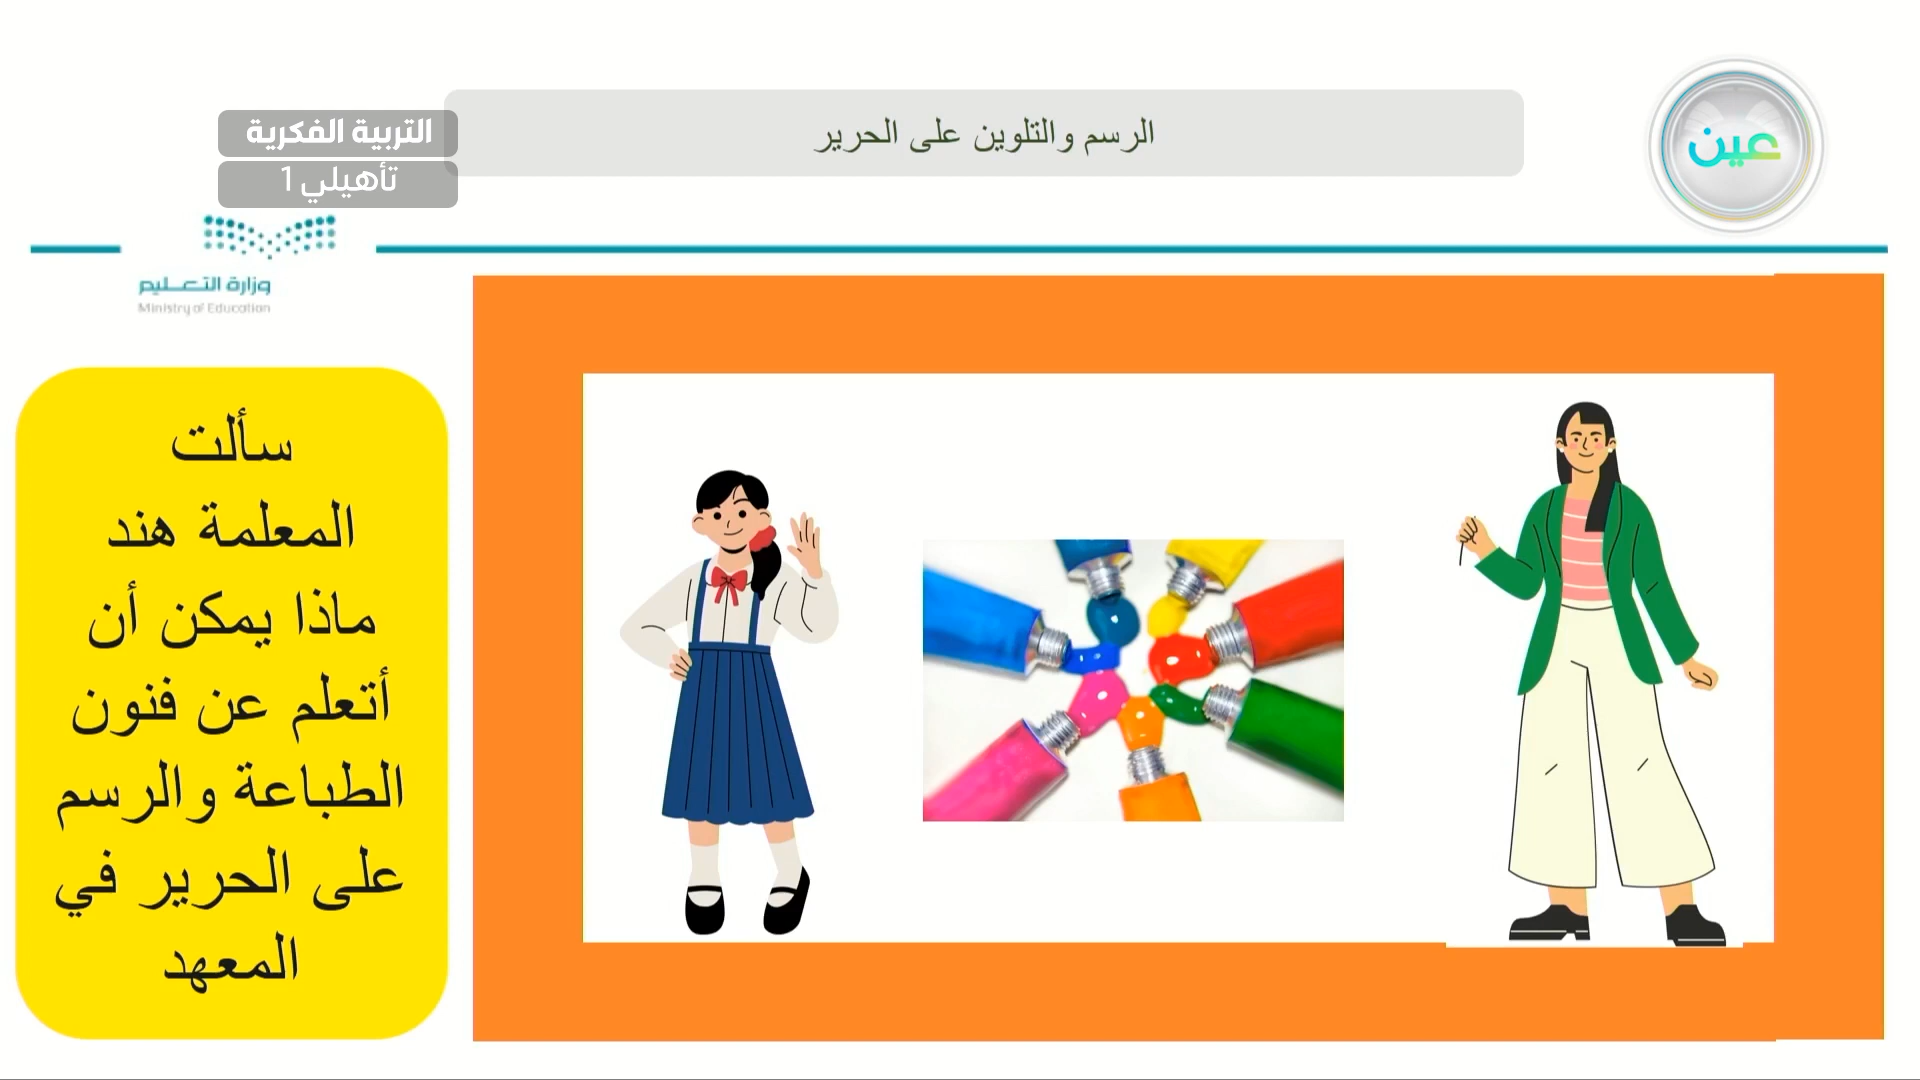 عين
الرسم والتلوين على الحرير
التربية الفكرية
تأهيلي 1
وزارة التعليم
Ministry of Education
سألت
المعلمة هند
ماذا يمكن أن
أتعلم عن فنون
الطباعة والرسم
على الحرير في
المعهد